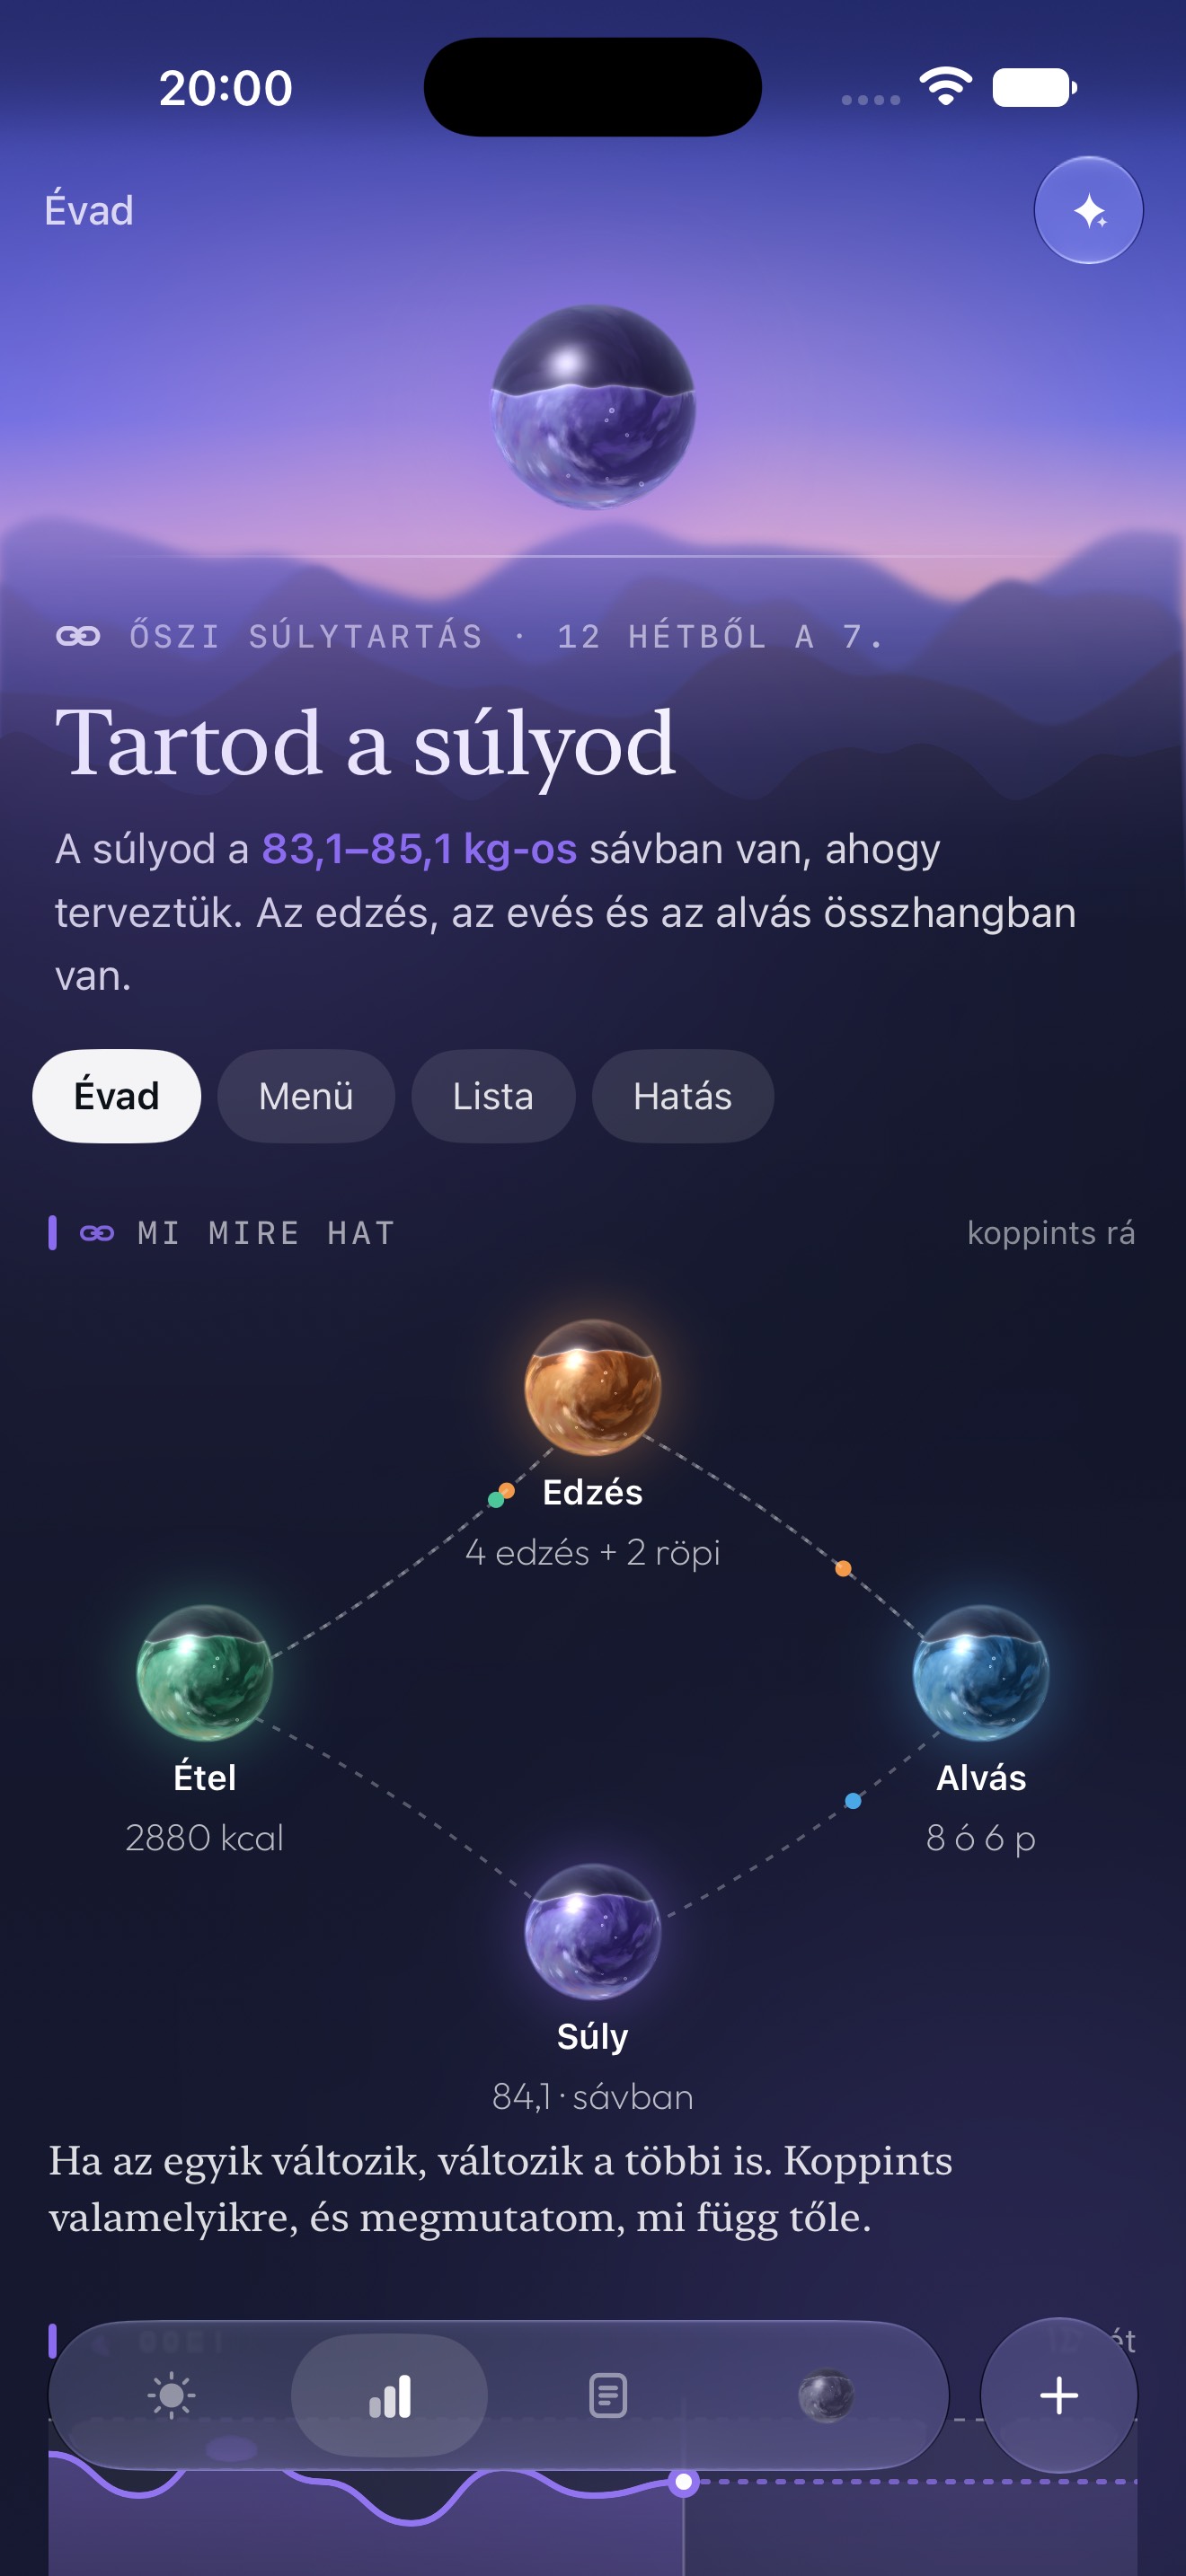 20:00
Évad
ŐSZI SÚLYTARTÁS · 12 HÉTBŐL A 7.
Tartod a súlyod
A súlyod a 83,1–85,1 kg-os sávban van, ahogy
terveztük. Az edzés, az evés és az alvás összhangban
van.
Évad Menü Lista Hatás
MI MIRE HAT koppints rá
Edzés
4 edzés + 2 röpi
Étel
2880 kcal
Alvás
8 ó 6 p
Súly
84,1 · sávban
Ha az egyik változik, változik a többi is. Koppints
valamelyikre, és megmutatom, mi függ tőle.